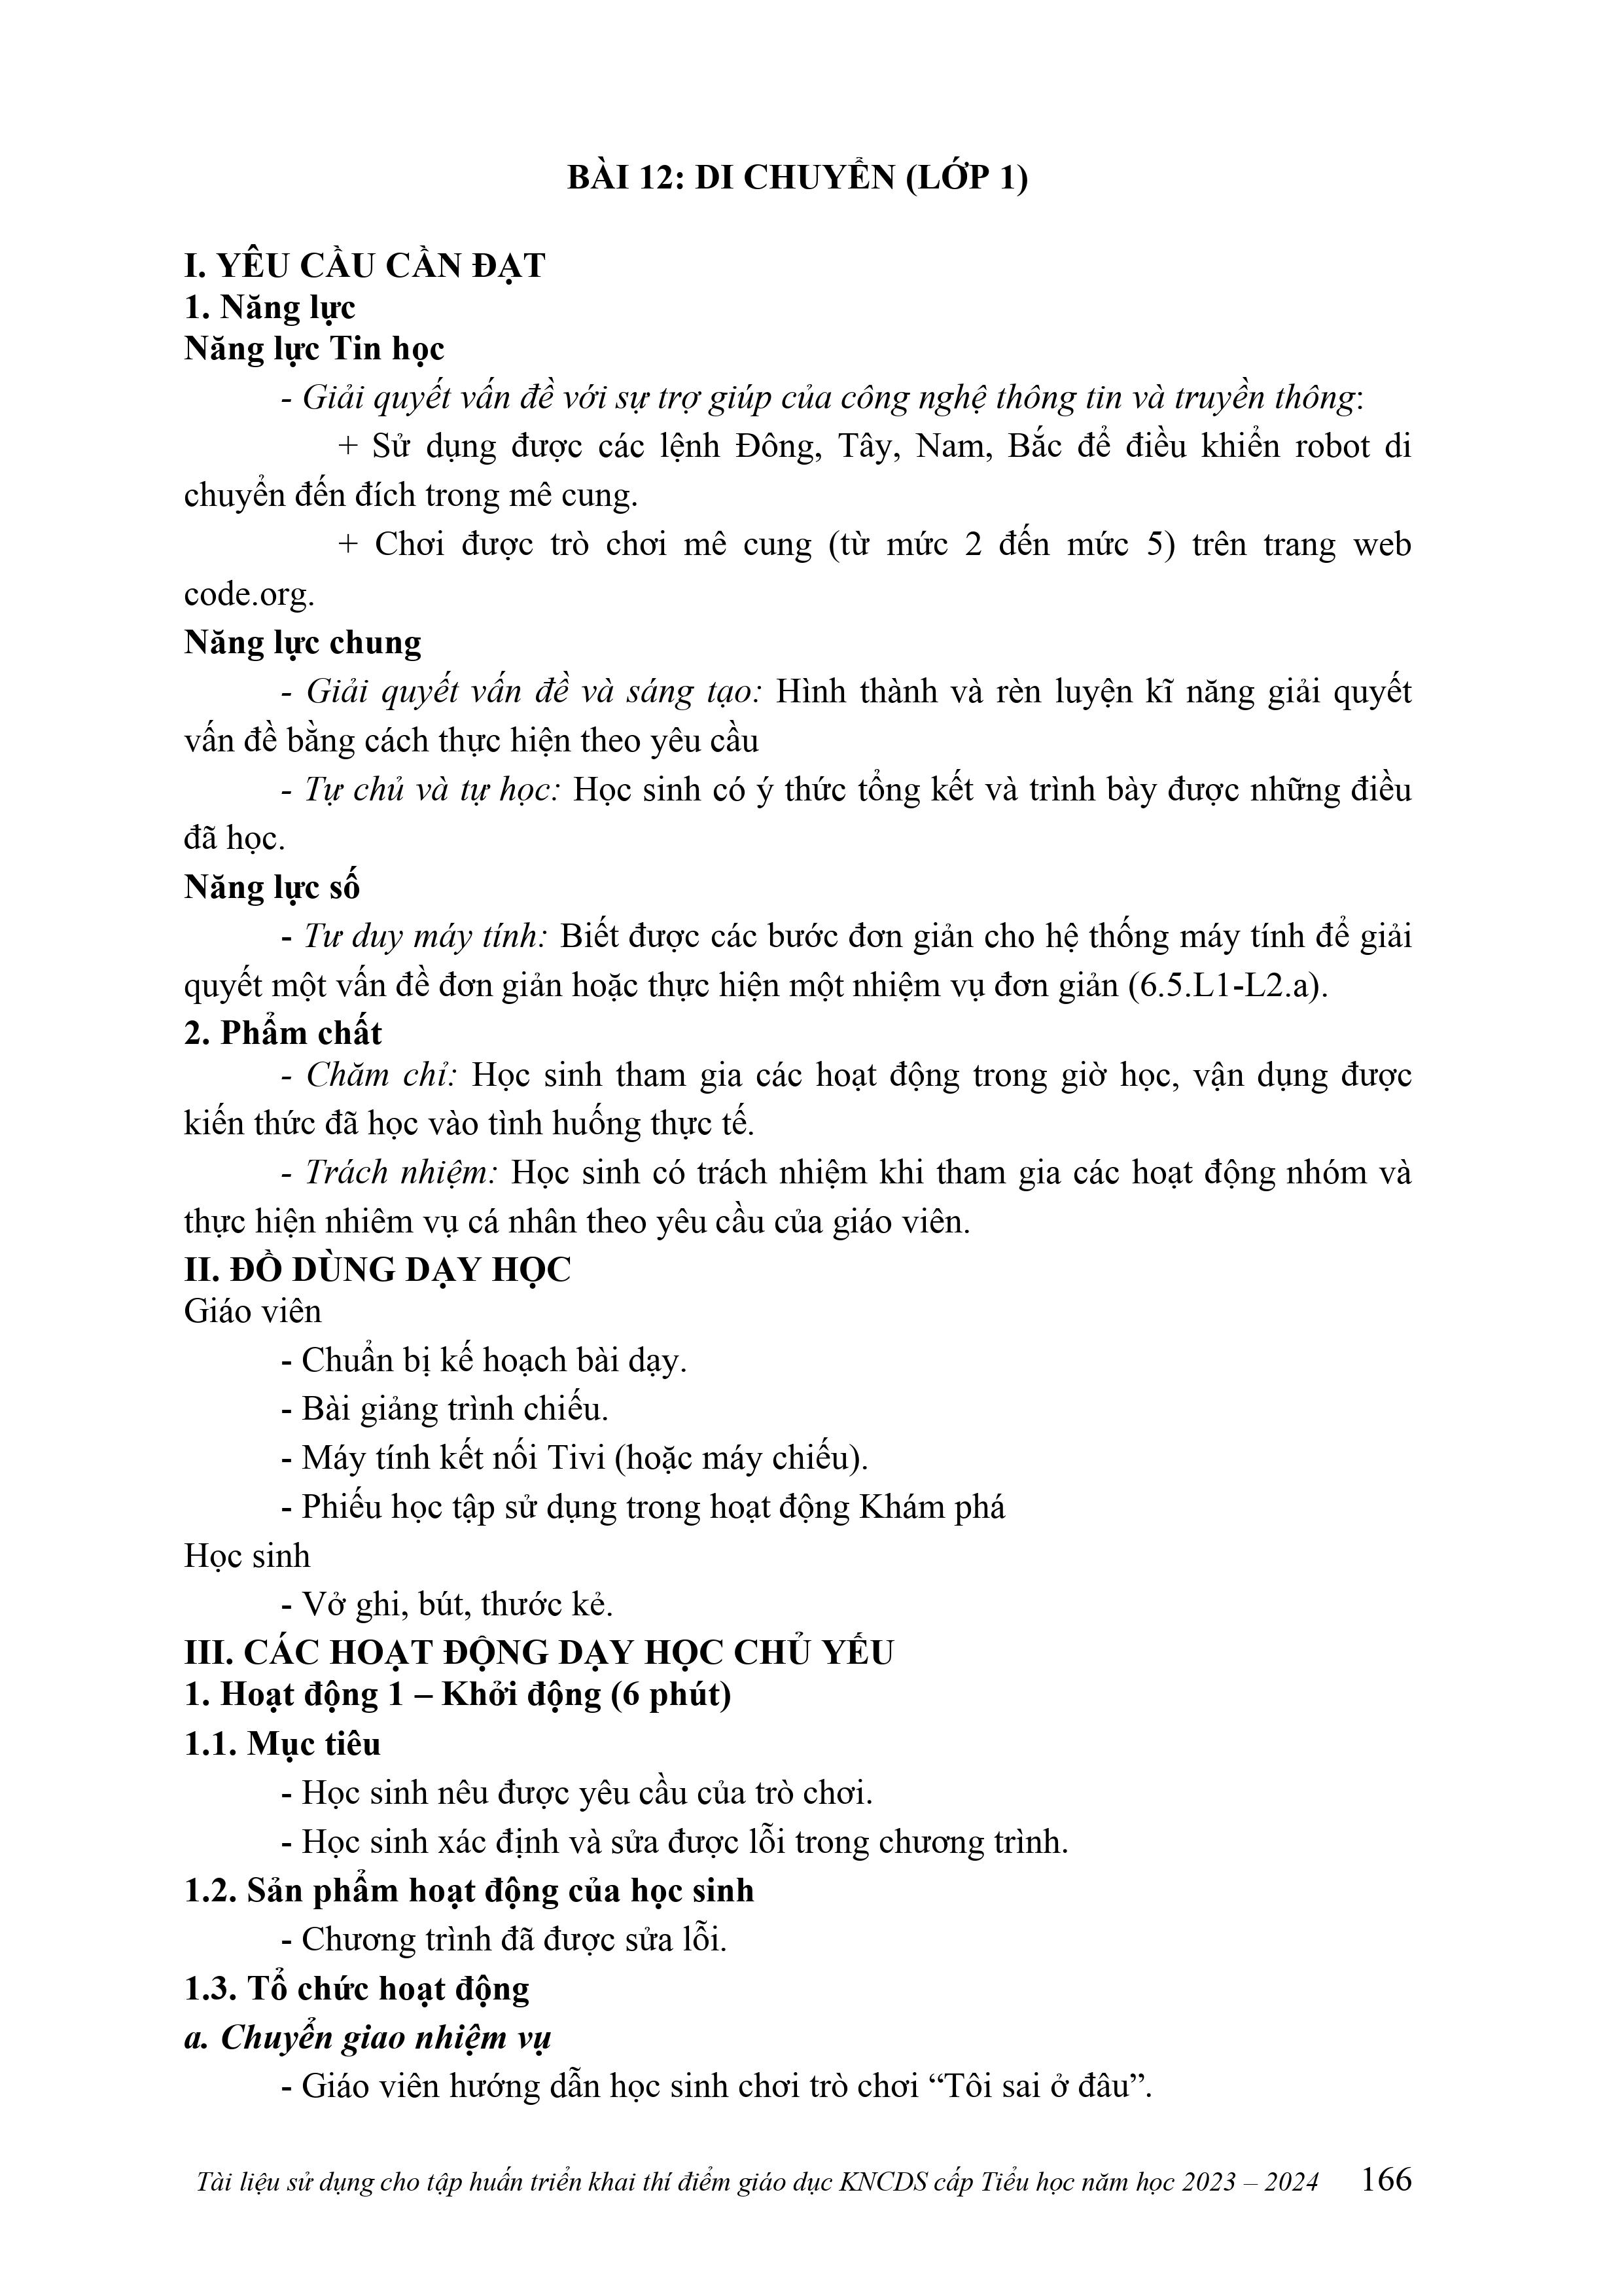 BÀI 12: DI CHUYỂN (LỚP 1)
I. YÊU CẦU CẦN ĐẠT
1. Năng lực
Năng lực Tin học
- Giải quyết vấn đề với sự trợ giúp của công nghệ thông tin và truyền thông:
+ Sử dụng được các lệnh Đông, Tây, Nam, Bắc để điều khiển robot di
chuyển đến đích trong mê cung.
+ Chơi được trò chơi mê cung (từ mức 2 đến mức 5) trên trang web
code.org.
Năng lực chung
- Giải quyết vấn đề và sáng tạo: Hình thành và rèn luyện kĩ năng giải quyết
vấn đề bằng cách thực hiện theo yêu cầu
- Tự chủ và tự học: Học sinh có ý thức tổng kết và trình bày được những điều
đã học.
Năng lực số
- Tư duy máy tính: Biết được các bước đơn giản cho hệ thống máy tính để giải
quyết một vấn đề đơn giản hoặc thực hiện một nhiệm vụ đơn giản (6.5.L1-L2.a).
2. Phẩm chất
- Chăm chỉ: Học sinh tham gia các hoạt động trong giờ học, vận dụng được
kiến thức đã học vào tình huống thực tế.
- Trách nhiệm: Học sinh có trách nhiệm khi tham gia các hoạt động nhóm và
thực hiện nhiêm vụ cá nhân theo yêu cầu của giáo viên.
II. ĐỒ DÙNG DẠY HỌC
Giáo viên
- Chuẩn bị kế hoạch bài dạy.
- Bài giảng trình chiếu.
- Máy tính kết nối Tivi (hoặc máy chiếu).
- Phiếu học tập sử dụng trong hoạt động Khám phá
Học sinh
- Vở ghi, bút, thước kẻ.
III. CÁC HOẠT ĐỘNG DẠY HỌC CHỦ YẾU
1. Hoạt động 1 – Khởi động (6 phút)
1.1. Mục tiêu
- Học sinh nêu được yêu cầu của trò chơi.
- Học sinh xác định và sửa được lỗi trong chương trình.
1.2. Sản phẩm hoạt động của học sinh
- Chương trình đã được sửa lỗi.
1.3. Tổ chức hoạt động
a. Chuyển giao nhiệm vụ
- Giáo viên hướng dẫn học sinh chơi trò chơi “Tôi sai ở đâu”.
Tài liệu sử dụng cho tập huấn triển khai thí điểm giáo dục KNCDS cấp Tiểu học năm học 2023 – 2024 166